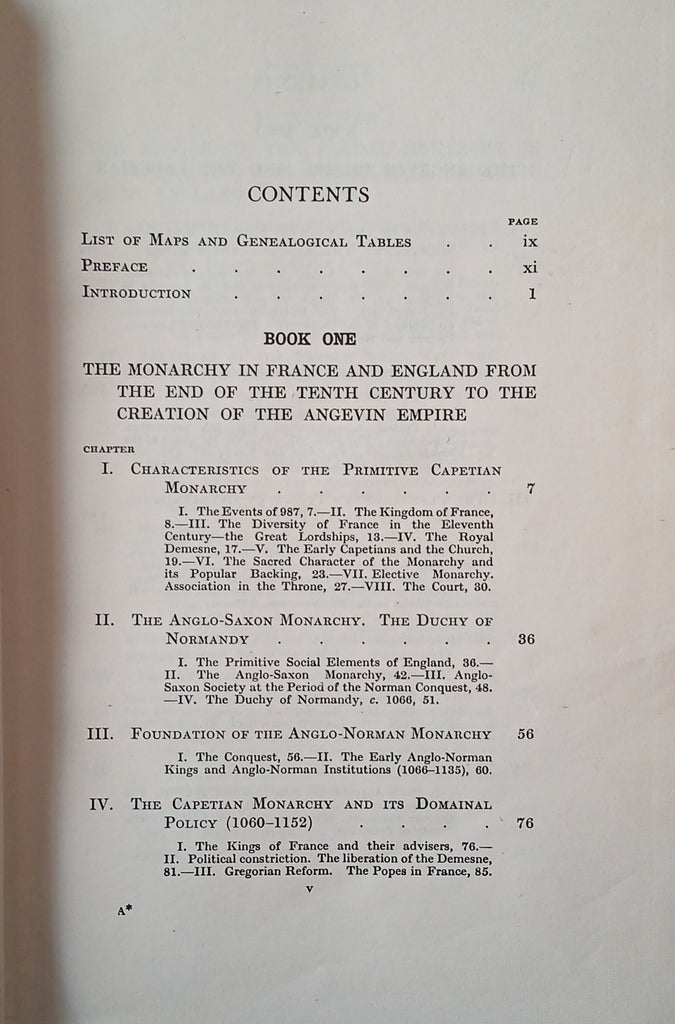 CONTENTS
PAGE
List of Maps and Genealogical Tables . . ix
Preface . . . . . . . . xi
Introduction . . . . . . . 1
BOOK ONE
THE MONARCHY IN FRANCE AND ENGLAND FROM
THE END OF THE TENTH CENTURY TO THE
CREATION OF THE ANGEVIN EMPIRE
CHAPTER
I. Characteristics of the Primitive Capetian
Monarchy . . . . . . 7
I. The Events of 987, 7.—II. The Kingdom of France,
8.—III. The Diversity of France in the Eleventh
Century—the Great Lordships, 13.—IV. The Royal
Demesne, 17.—V. The Early Capetians and the Church,
19.—VI. The Sacred Character of the Monarchy and
its Popular Backing, 23.—VII. Elective Monarchy.
Association in the Throne, 27.—VIII. The Court, 30.
II. The Anglo-Saxon Monarchy. The Duchy of
Normandy . . . . . . 36
I. The Primitive Social Elements of England, 36.—
II. The Anglo-Saxon Monarchy, 42.—III. Anglo-
Saxon Society at the Period of the Norman Conquest, 48.
—IV. The Duchy of Normandy, c. 1066, 51.
III. Foundation of the Anglo-Norman Monarchy 56
I. The Conquest, 56.—II. The Early Anglo-Norman
Kings and Anglo-Norman Institutions (1066–1135), 60.
IV. The Capetian Monarchy and its Domainal
Policy (1060–1152) . . . . 76
I. The Kings of France and their advisers, 76.—
II. Political constriction. The liberation of the Demesne,
81.—III. Gregorian Reform. The Popes in France, 85.
v
A*